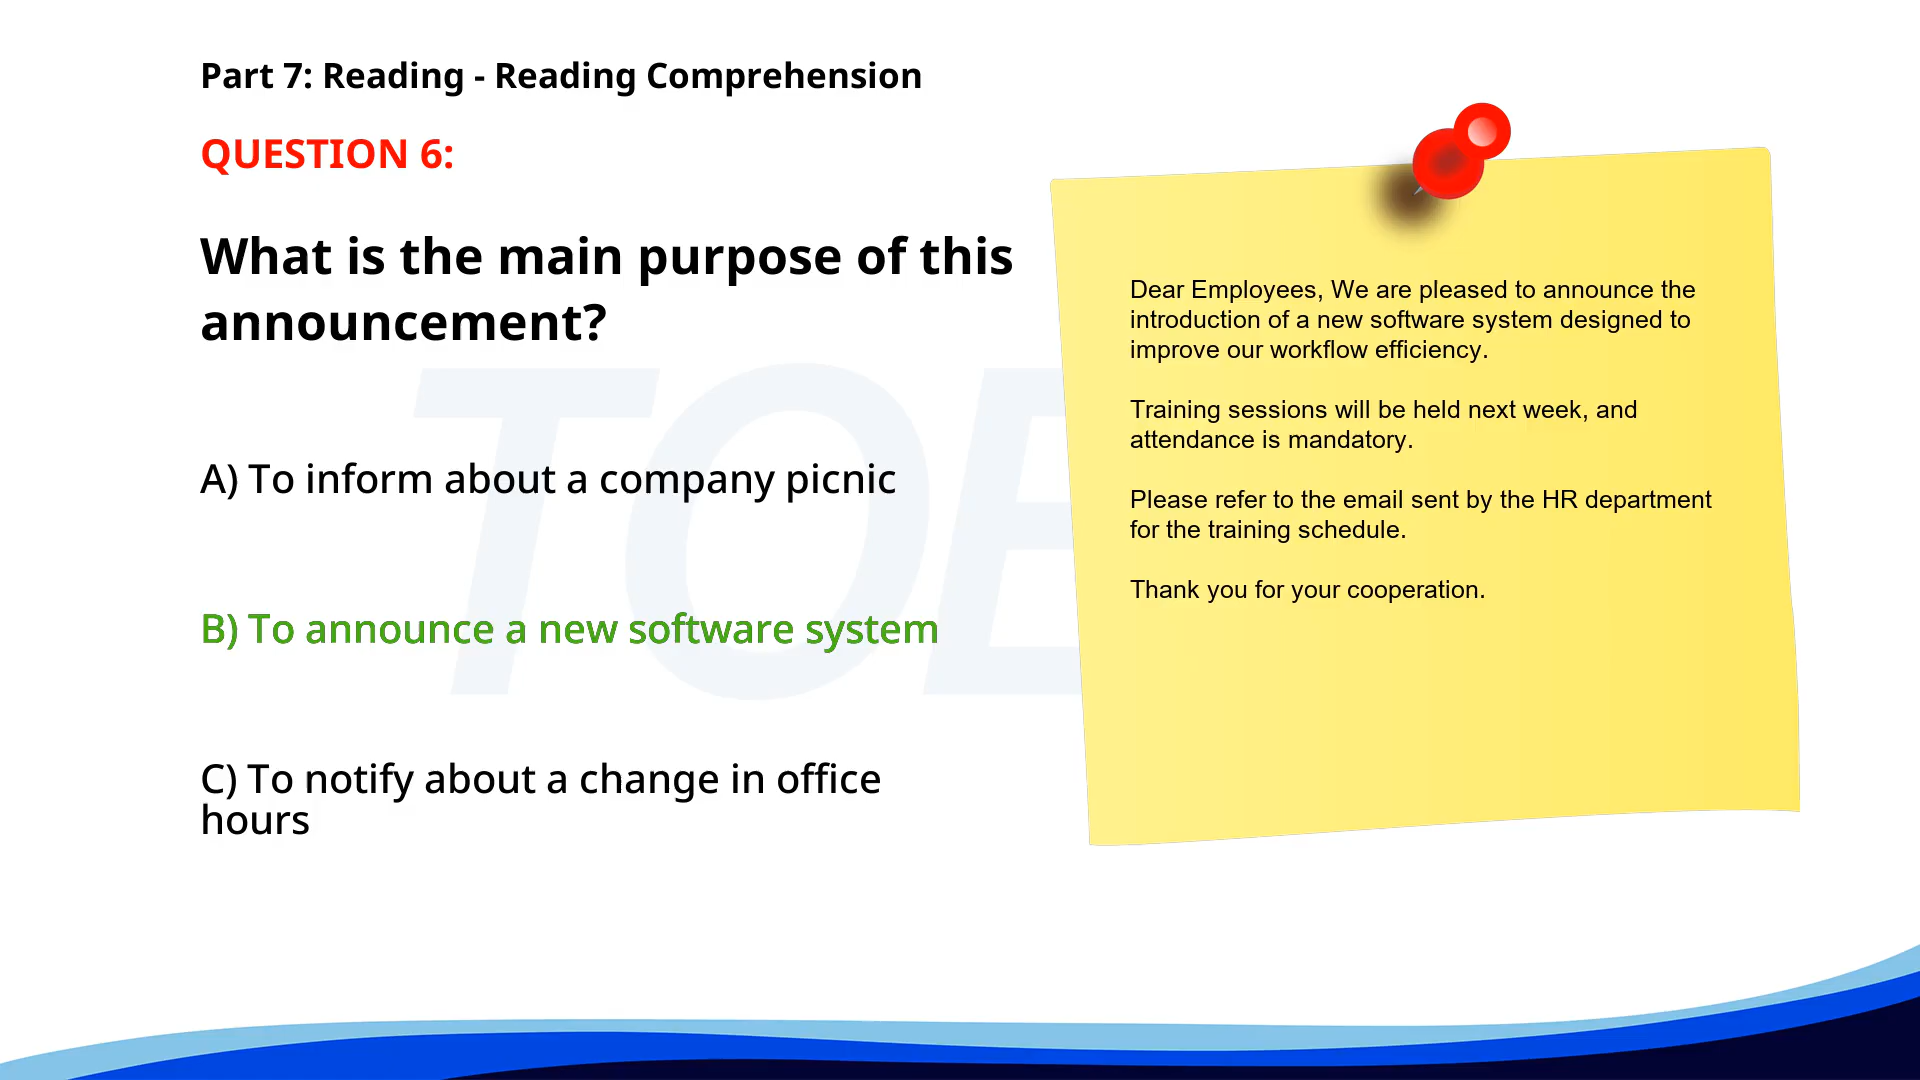 Part 7: Reading - Reading Comprehension
QUESTION 6:
What is the main purpose of this
announcement?
A) To inform about a company picnic
B) To announce a new software system
C) To notify about a change in office
hours
Dear Employees, We are pleased to announce the
introduction of a new software system designed to
improve our workflow efficiency.
Training sessions will be held next week, and
attendance is mandatory.
Please refer to the email sent by the HR department
for the training schedule.
Thank you for your cooperation.